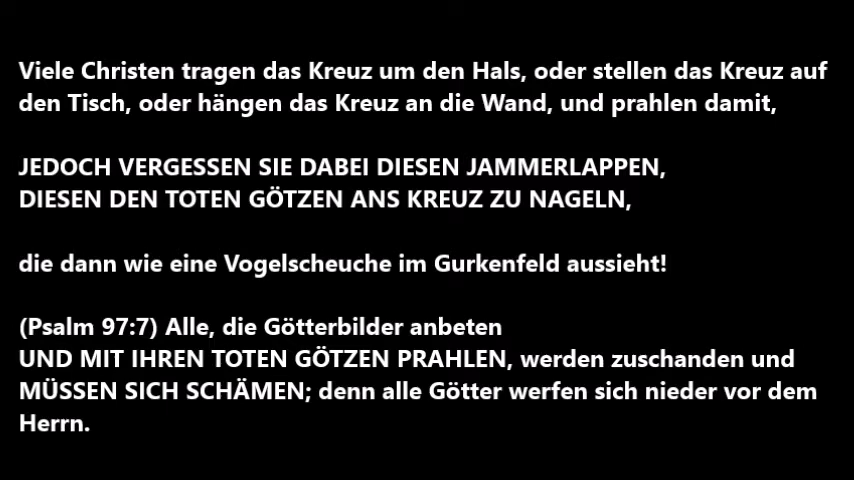 Viele Christen tragen das Kreuz um den Hals, oder stellen das Kreuz auf
den Tisch, oder hängen das Kreuz an die Wand, und prahlen damit,
JEDOCH VERGESSEN SIE DABEI DIESEN JAMMERLAPPEN,
DIESEN DEN TOTEN GÖTZEN ANS KREUZ ZU NAGELN,
die dann wie eine Vogelscheuche im Gurkenfeld aussieht!
(Psalm 97:7) Alle, die Götterbilder anbeten
UND MIT IHREN TOTEN GÖTZEN PRAHLEN, werden zuschanden und
MÜSSEN SICH SCHÄMEN; denn alle Götter werfen sich nieder vor dem
Herrn.